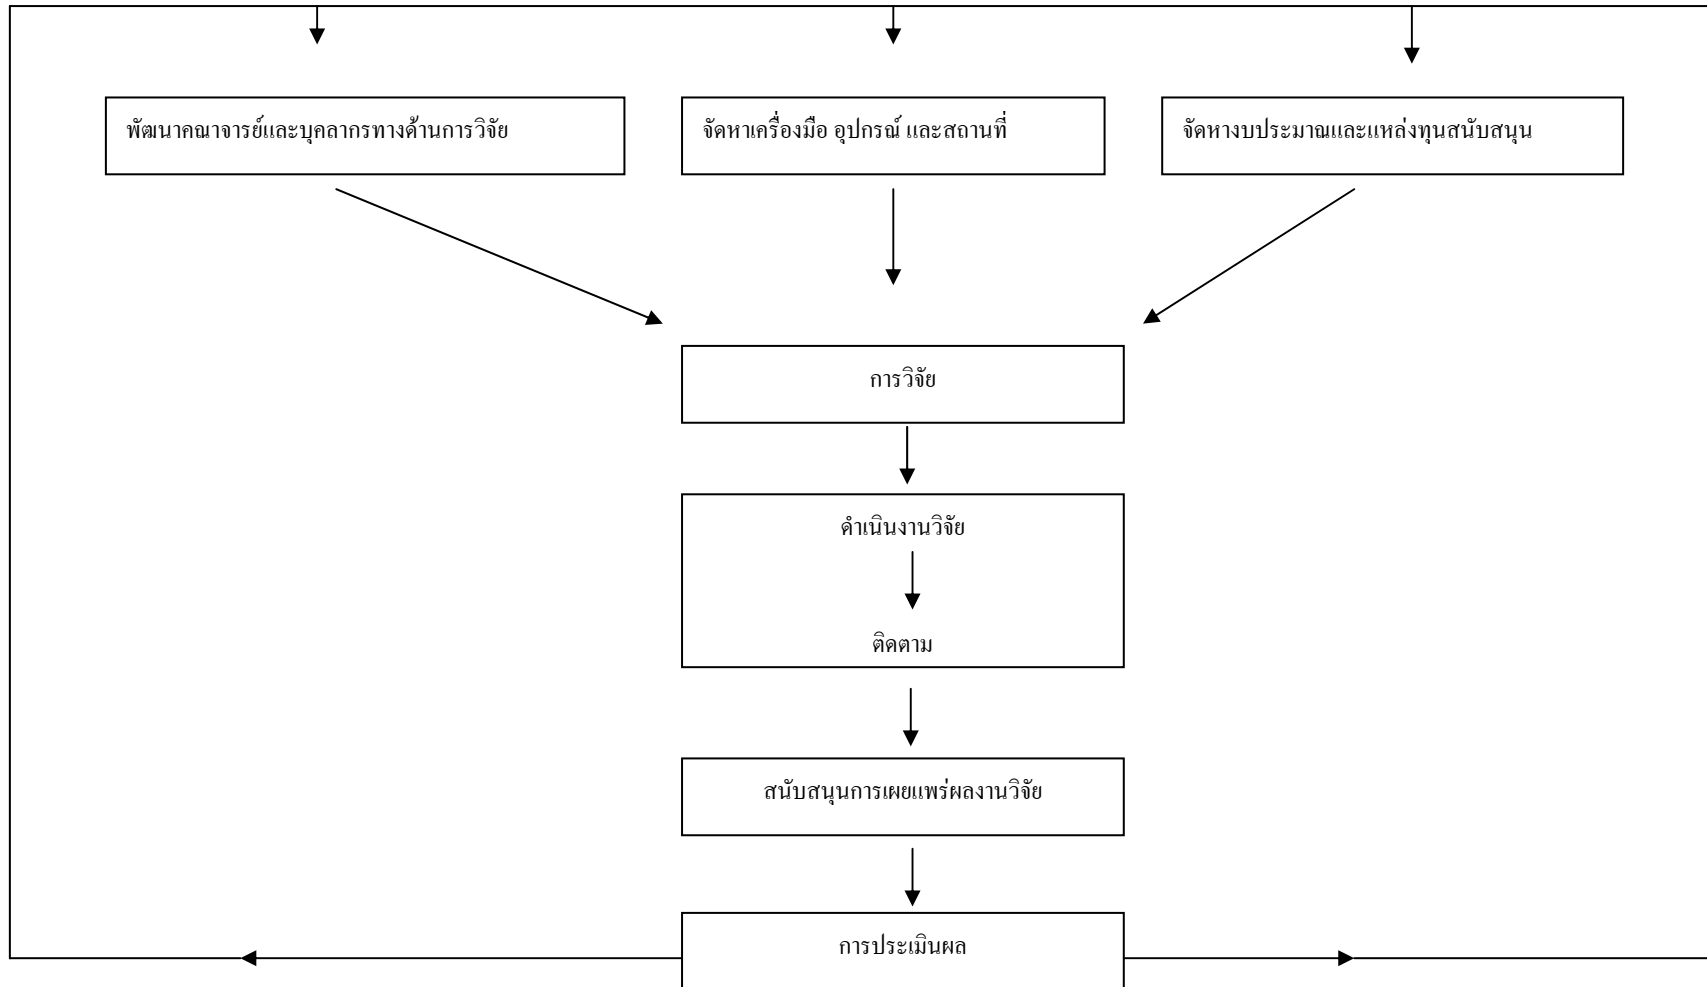 พัฒนาคณาจารย์และบุคลากรทางด้านการวิจัย
จัดหาเครื่องมือ อุปกรณ์ และสถานที่
จัดหางบประมาณและแหล่งทุนสนับสนุน
การวิจัย
ดำเนินงานวิจัย
ติดตาม
สนับสนุนการเผยแพร่ผลงานวิจัย
การประเมินผล